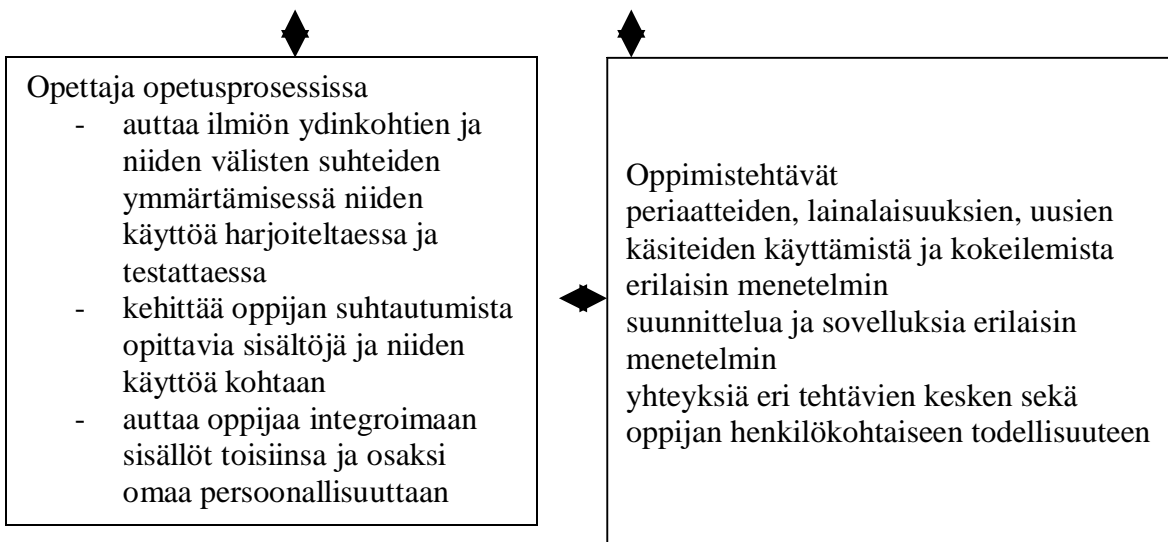 Opettaja opetusprosessissa
- auttaa ilmiön ydinkohtien ja
niiden välisten suhteiden
ymmärtämisessä niiden
käyttöä harjoiteltaessa ja
testattaessa
- kehittää oppijan suhtautumista
opittavia sisältöjä ja niiden
käyttöä kohtaan
- auttaa oppijaa integroimaan
sisällöt toisiinsa ja osaksi
omaa persoonallisuuttaan
Oppimistehtävät
periaatteiden, lainalaisuuksien, uusien
käsiteiden käyttämistä ja kokeilemista
erilaisin menetelmin
suunnittelua ja sovelluksia erilaisin
menetelmin
yhteyksiä eri tehtävien kesken sekä
oppijan henkilökohtaiseen todellisuuteen